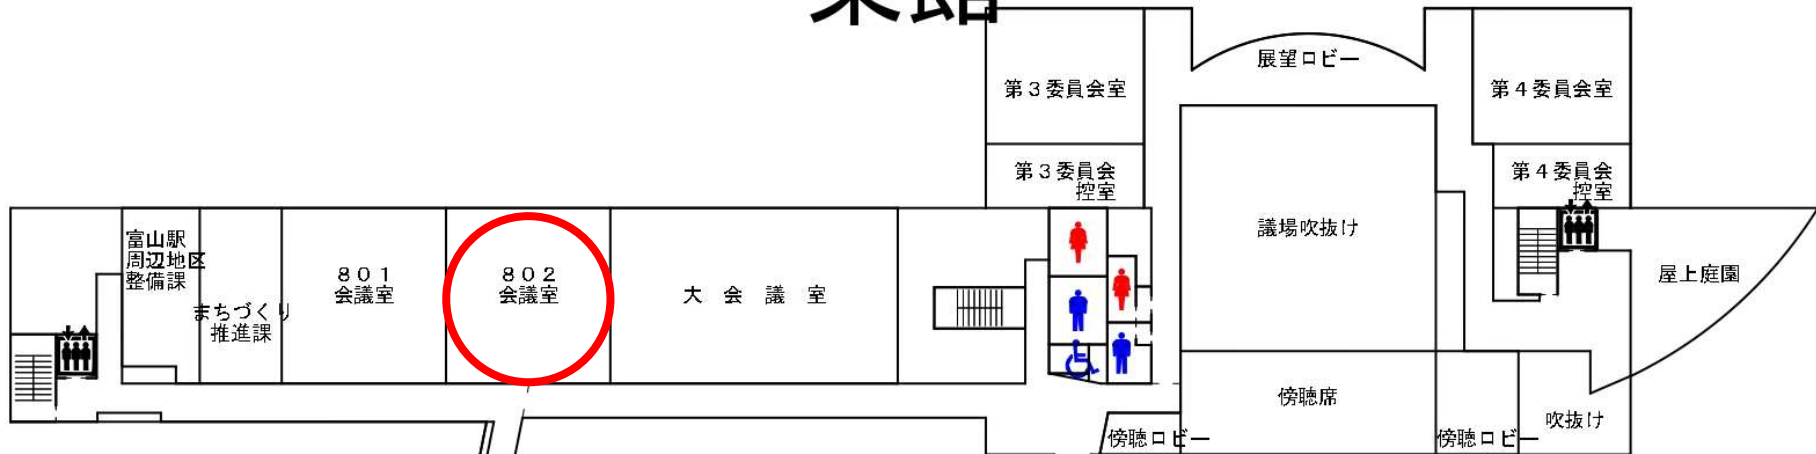 東館
展望ロビー
第３委員会室
第４委員会室
第３委員会
控室
第４委員会
控室
富山駅
周辺地区
整備課
まちづくり
推進課
８０１
会議室
８０２
会議室
大会議室
議場吹抜け
屋上庭園
傍聴席
傍聴ロビー
傍聴ロビー
吹抜け